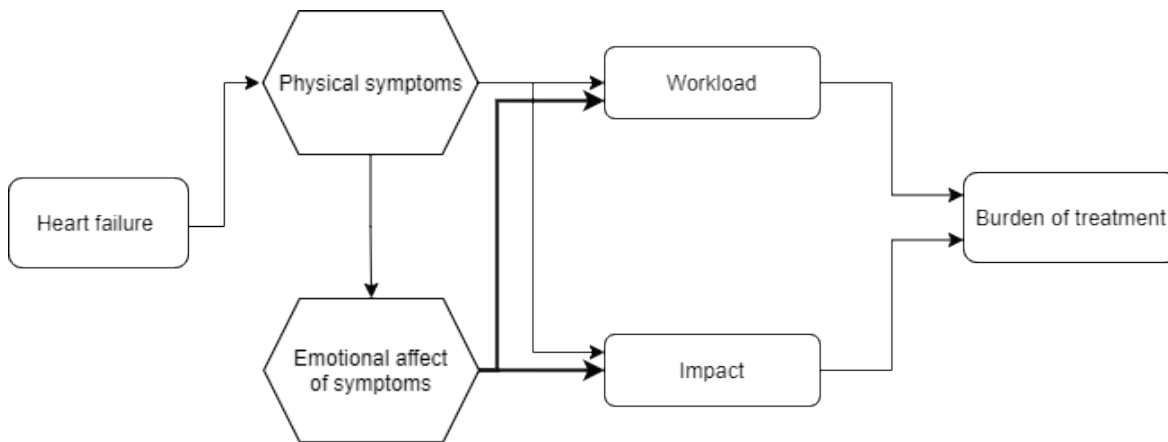 Physical symptoms
Workload
Heart failure
Burden of treatment
Emotional affect
of symptoms
Impact